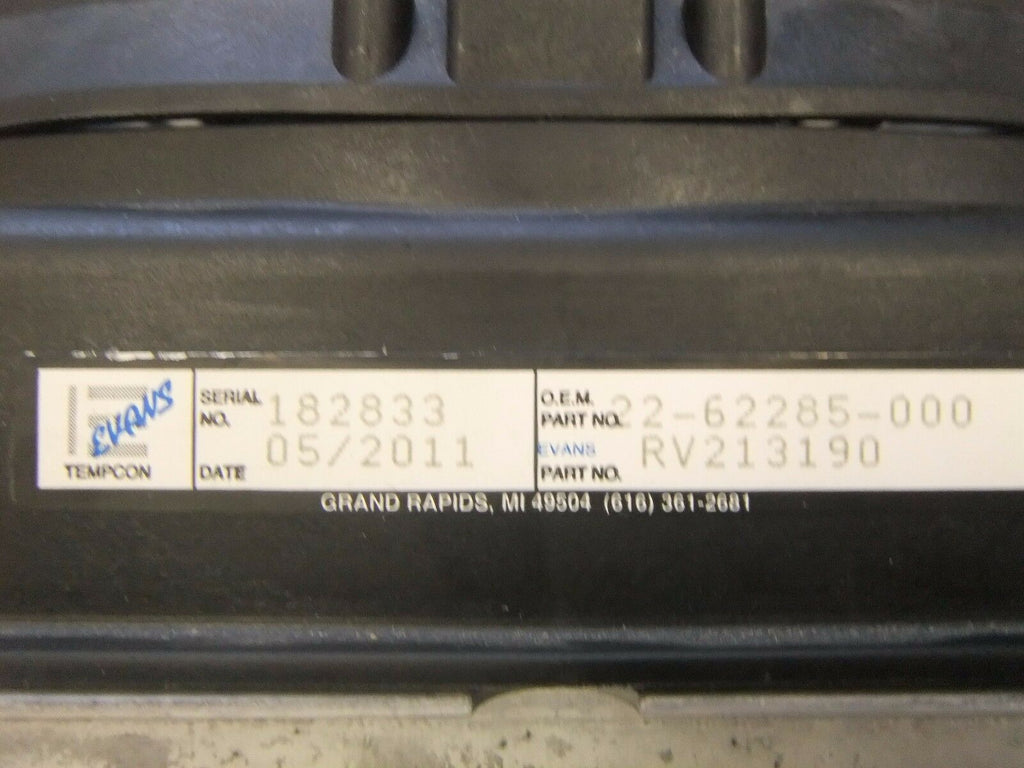 EVANS
TEMPCON
SERIAL NO. 182833
DATE 05/2011
O.E.M. PART NO. 22-62285-000
EVANS PART NO. RV213190
GRAND RAPIDS, MI 49504 (616) 361-2681